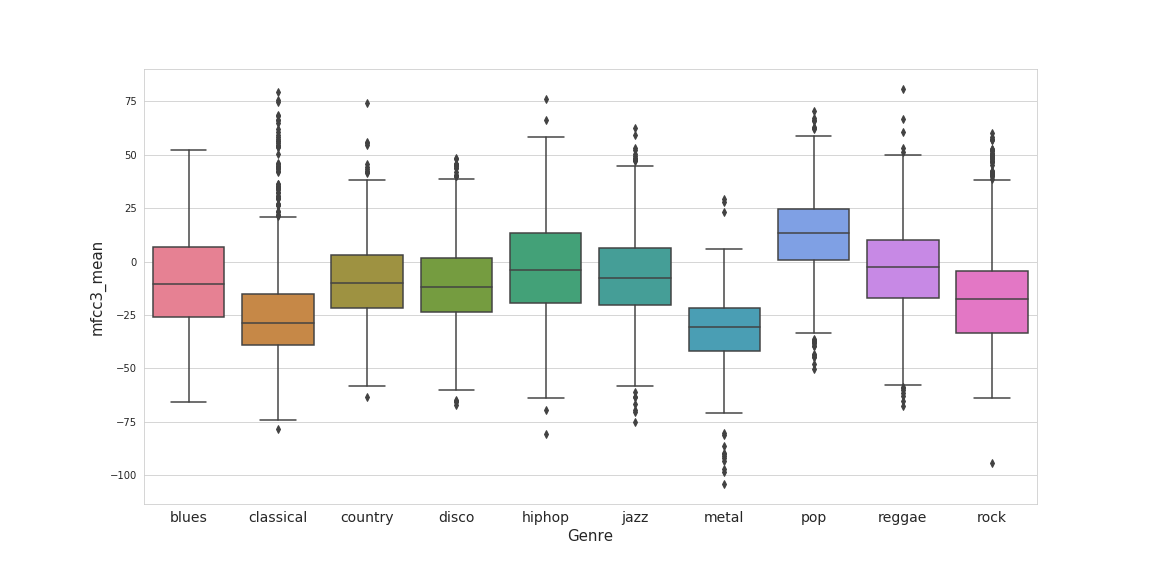 mfcc3_mean
75
50
25
0
−25
−50
−75
−100
blues classical country disco hiphop jazz metal pop reggae rock
Genre